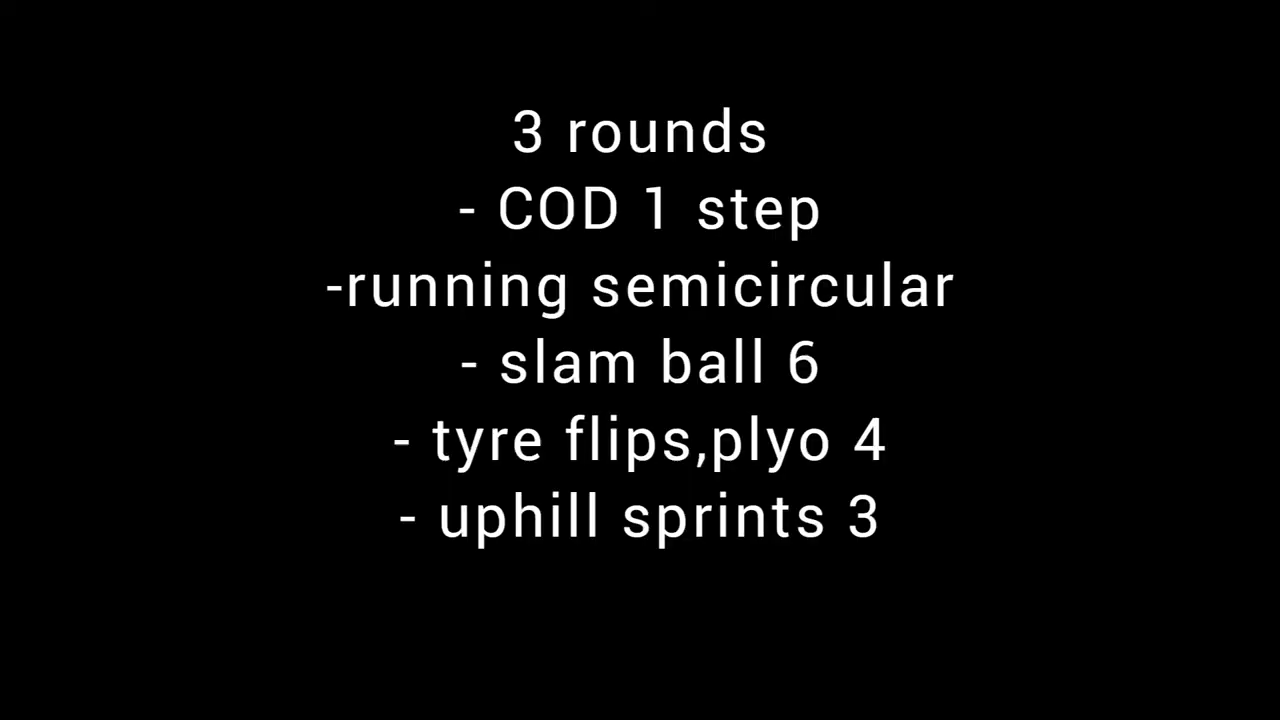 3 rounds
- COD 1 step
-running semicircular
- slam ball 6
- tyre flips,plyo 4
- uphill sprints 3